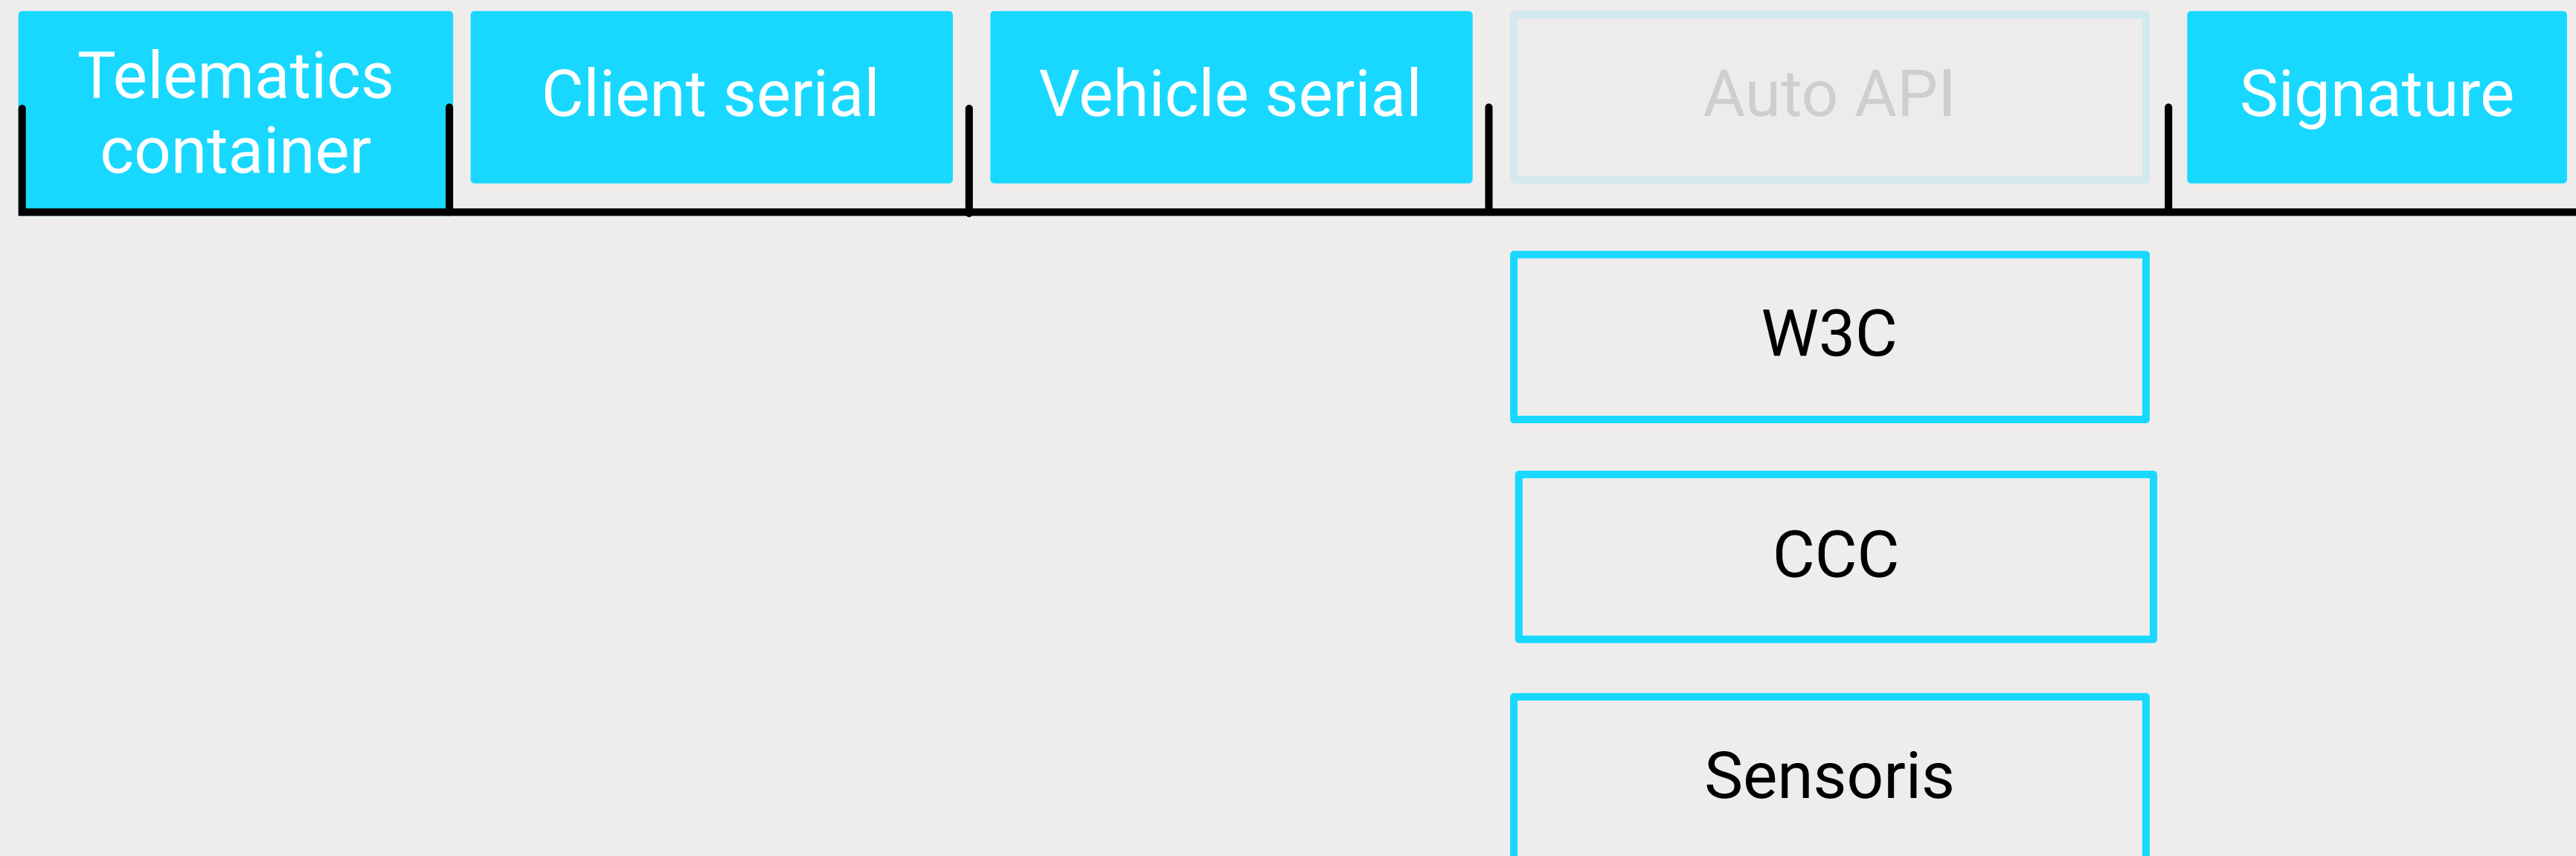 Telematics
container
Client serial
Vehicle serial
Auto API
Signature
W3C
CCC
Sensoris